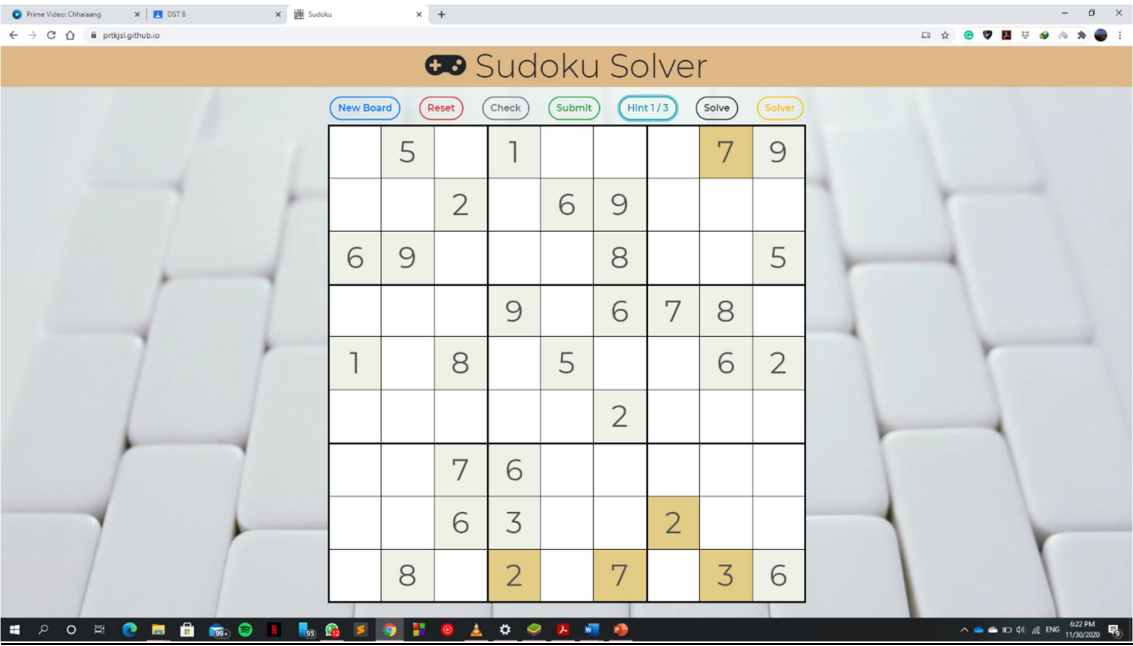 Prime Video: Chhalaang
DST B
Sudoku
prtkjsl.github.io
Sudoku Solver
New Board Reset Check Submit Hint 1 / 3 Solve Solver
5 1 7 9
2 6 9
6 9 8 5
9 6 7 8
1 8 5 6 2
2
7 6
6 3 2
8 2 7 3 6
99+ 95 12 ENG 6:22 PM
11/30/2020